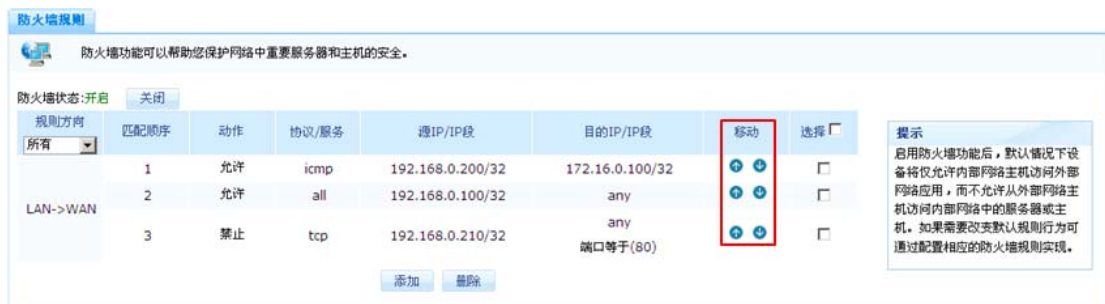 防火墙规则
防火墙功能可以帮助您保护网络中重要服务器和主机的安全。
防火墙状态:开启 关闭
规则方向 匹配顺序 动作 协议/服务 源IP/IP段 目的IP/IP段 移动 选择
所有
LAN->WAN
1 允许 icmp 192.168.0.200/32 172.16.0.100/32
2 允许 all 192.168.0.100/32 any
3 禁止 tcp 192.168.0.210/32 any
端口等于(80)
添加 删除
提示
启用防火墙功能后，默认情况下设
备将仅允许内部网络主机访问外部
网络应用，而不允许从外部网络主
机访问内部网络中的服务器或主
机。如果需要改变默认规则行为可
通过配置相应的防火墙规则实现。